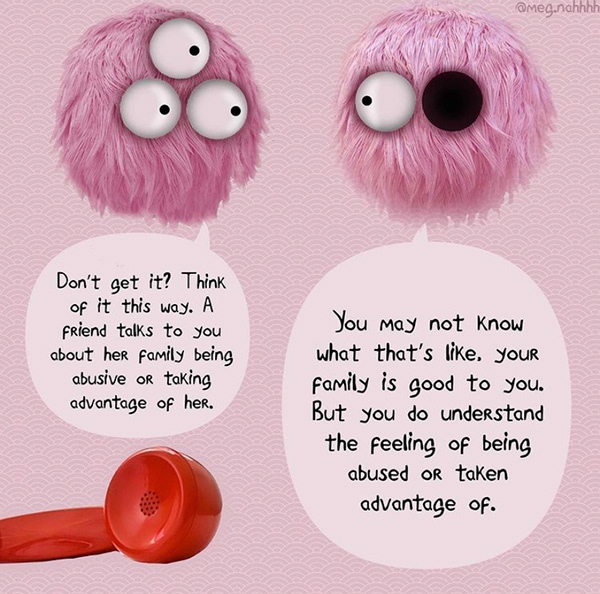 @meg.nahhhh
Don't get it? Think
of it this way. A
friend talks to you
about her family being
abusive or taking
advantage of her.
You may not know
what that's like, your
family is good to you.
But you do understand
the feeling of being
abused or taken
advantage of.